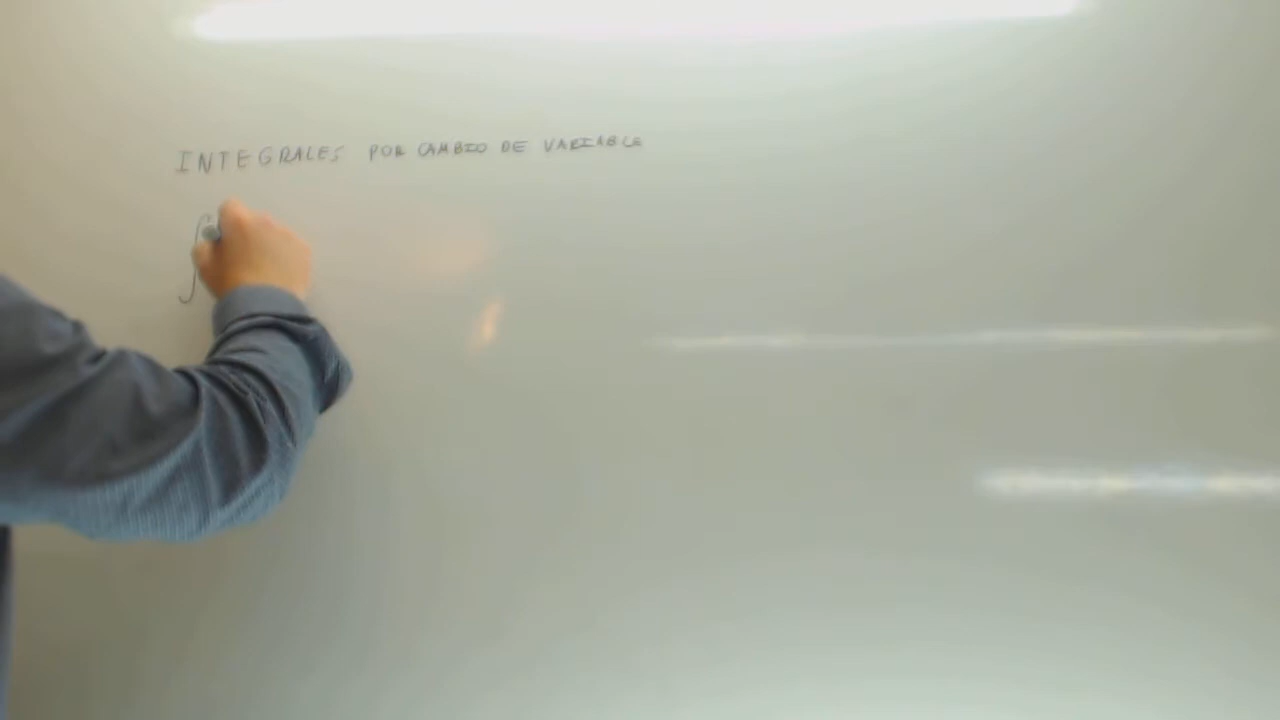 INTEGRALES POR CAMBIO DE VARIABLE
∫